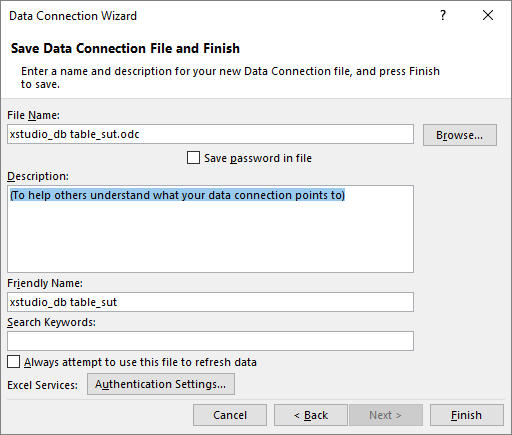 Data Connection Wizard
Save Data Connection File and Finish
Enter a name and description for your new Data Connection file, and press Finish
to save.
File Name:
xstudio_db table_sut.odc
Browse...
Save password in file
Description:
(To help others understand what your data connection points to)
Friendly Name:
xstudio_db table_sut
Search Keywords:
Always attempt to use this file to refresh data
Excel Services: Authentication Settings...
Cancel < Back Next > Finish